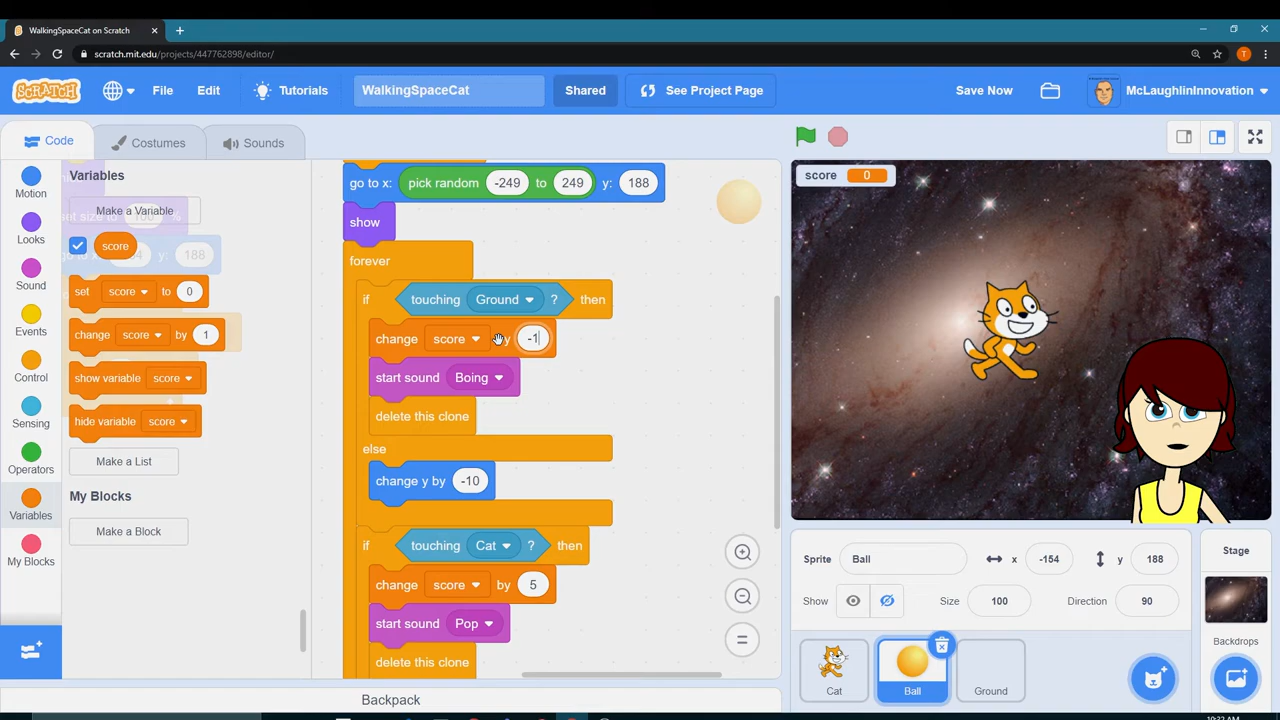 WalkingSpaceCat on Scratch
scratch.mit.edu/projects/447762898/editor/
T
SCRATCH
File
Edit
Tutorials
WalkingSpaceCat
Shared
See Project Page
Save Now
McLaughlinInnovation
Code
Costumes
Sounds
Motion
Looks
Sound
Events
Control
Sensing
Operators
Variables
My Blocks
Variables
Make a Variable
score
set score to 0
change score by 1
show variable score
hide variable score
Make a List
My Blocks
Make a Block
y: 188
go to x: pick random -249 to 249 y: 188
show
forever
if touching Ground ? then
change score by -1
start sound Boing
delete this clone
else
change y by -10
if touching Cat ? then
change score by 5
start sound Pop
delete this clone
Backpack
score 0
Sprite Ball x -154 y 188
Show Size 100 Direction 90
Cat
Ball
Ground
Stage
Backdrops